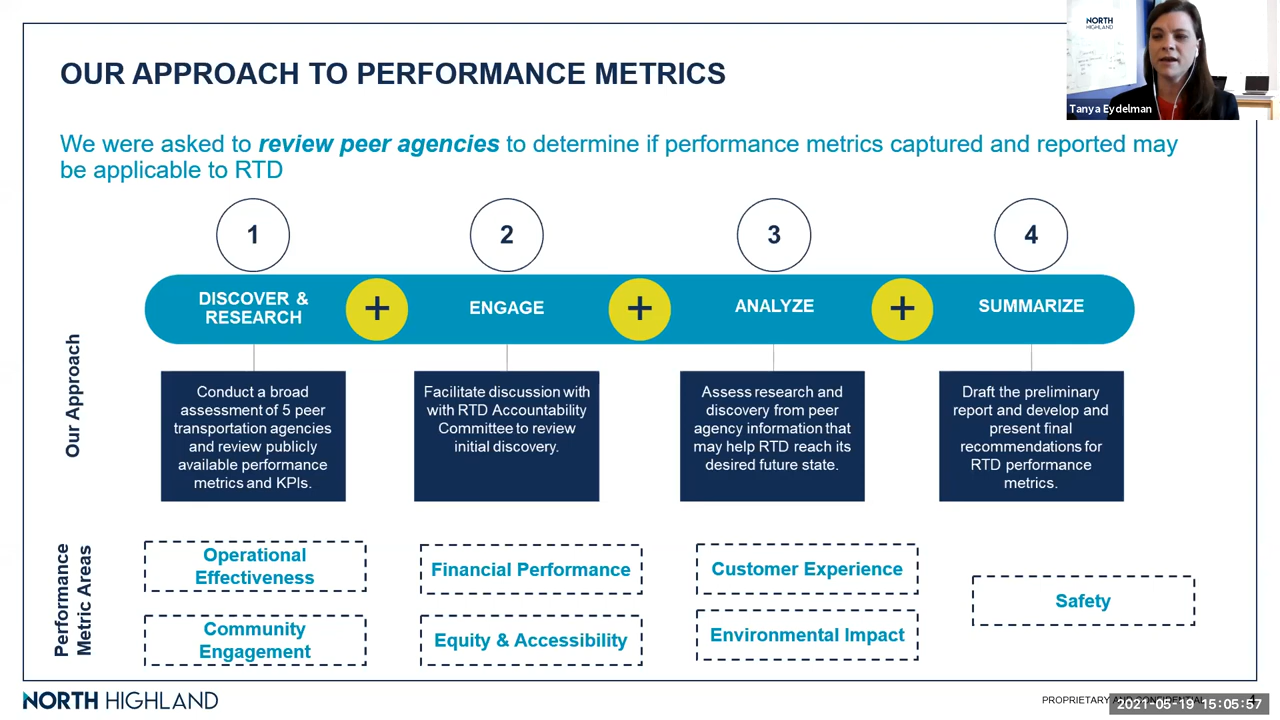 NORTH
HIGHLAND
Tanya Eydelman
OUR APPROACH TO PERFORMANCE METRICS
We were asked to review peer agencies to determine if performance metrics captured and reported may
be applicable to RTD
1
2
3
4
DISCOVER &
RESEARCH
+
ENGAGE
+
ANALYZE
+
SUMMARIZE
Our Approach
Conduct a broad
assessment of 5 peer
transportation agencies
and review publicly
available performance
metrics and KPIs.
Facilitate discussion with
with RTD Accountability
Committee to review
initial discovery.
Assess research and
discovery from peer
agency information that
may help RTD reach its
desired future state.
Draft the preliminary
report and develop and
present final
recommendations for
RTD performance
metrics.
Performance
Metric Areas
Operational
Effectiveness
Financial Performance
Customer Experience
Safety
Community
Engagement
Equity & Accessibility
Environmental Impact
NORTH HIGHLAND
PROPRIETARY AND CONFIDENTIAL 4
2021-05-19 15:05:57